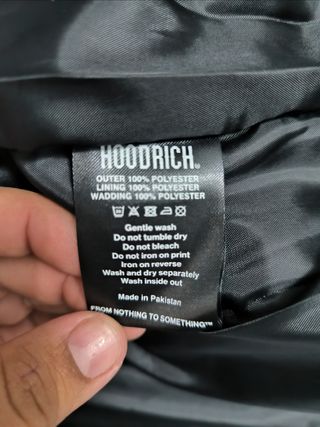 HOODRICH®
OUTER 100% POLYESTER
LINING 100% POLYESTER
WADDING 100% POLYESTER
Gentle wash
Do not tumble dry
Do not bleach
Do not iron on print
Iron on reverse
Wash and dry separately
Wash inside out
Made in Pakistan
FROM NOTHING TO SOMETHING™